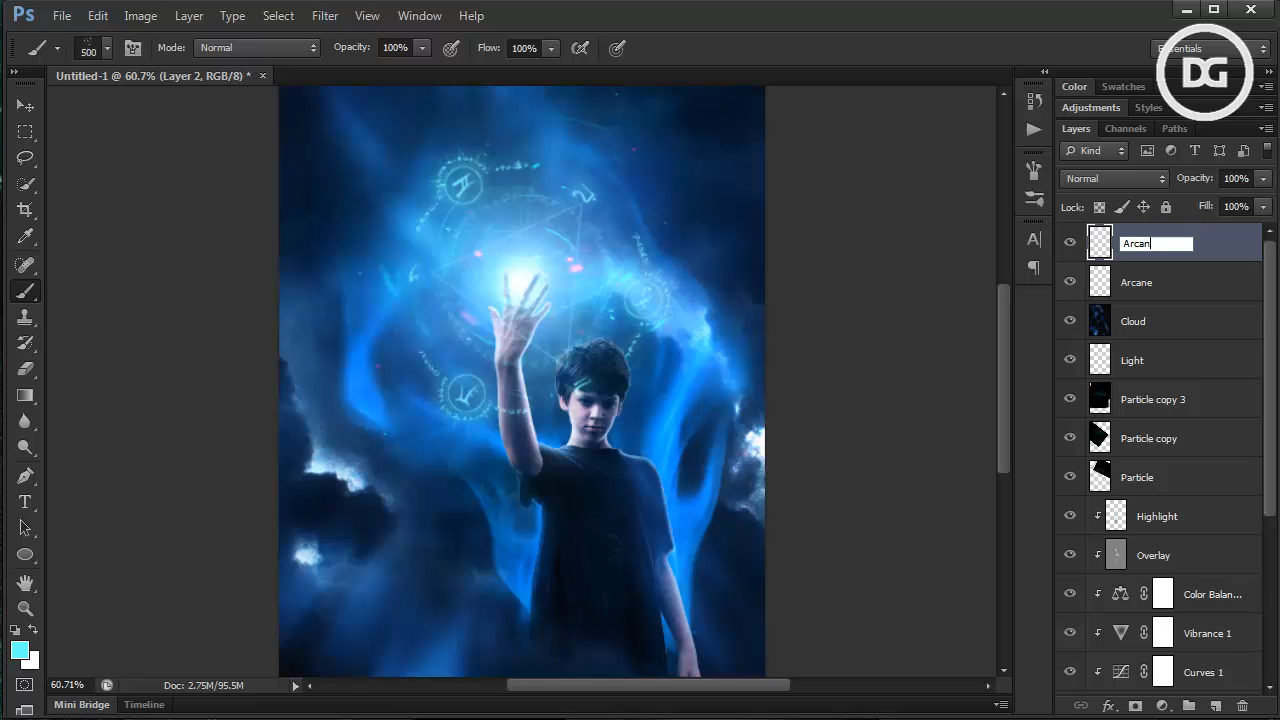 Ps File Edit Image Layer Type Select Filter View Window Help
500 Mode: Normal Opacity: 100% Flow: 100% Essentials
DG
Untitled-1 @ 60.7% (Layer 2, RGB/8) * ×
Color Swatches
Adjustments Styles
Layers Channels Paths
Kind T
Normal Opacity: 100%
Lock: Fill: 100%
Arcan
Arcane
Cloud
Light
Particle copy 3
Particle copy
Particle
Highlight
Overlay
Color Balan...
Vibrance 1
Curves 1
A
T
60.71% Doc: 2.75M/95.5M
Mini Bridge Timeline
fx